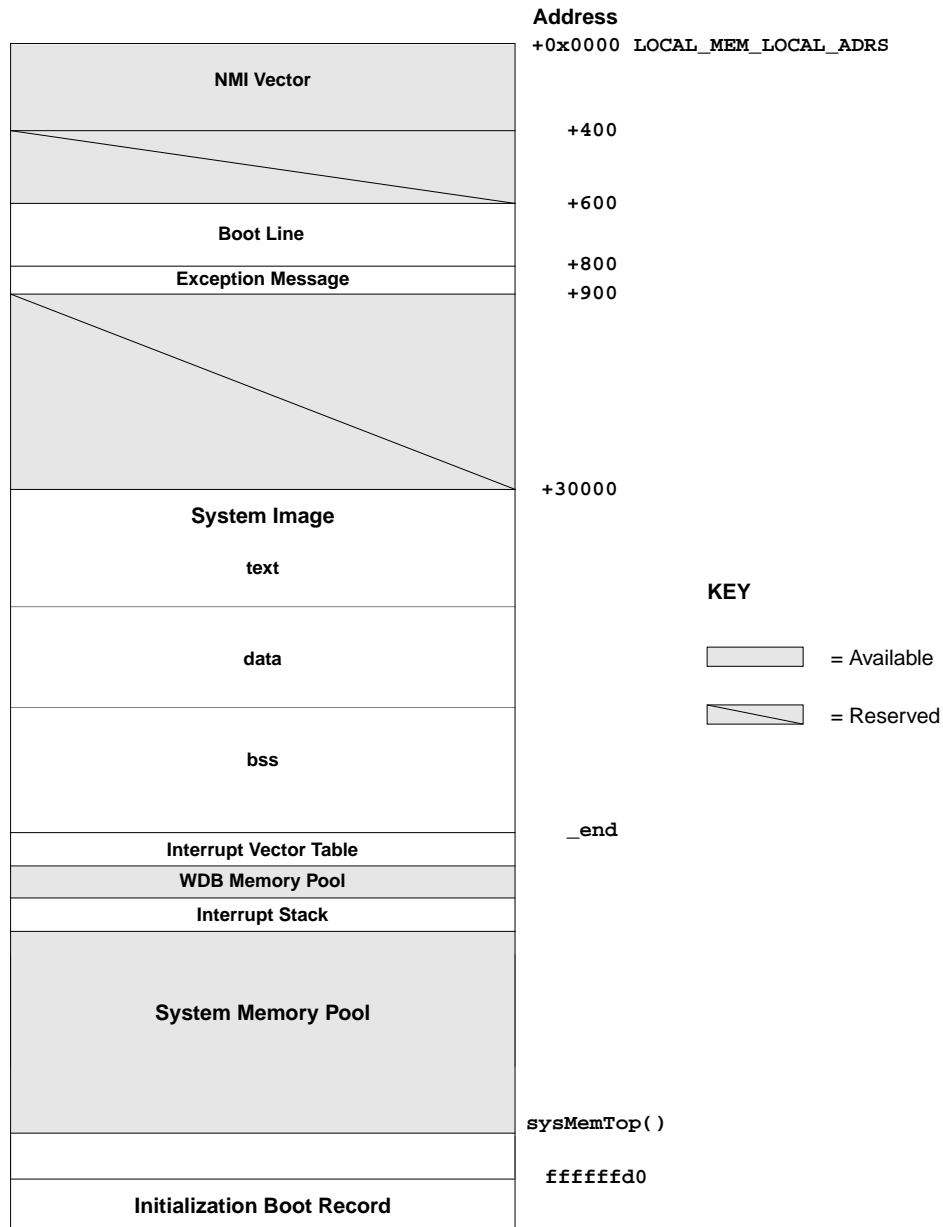 Address
+0x0000 LOCAL_MEM_LOCAL_ADRS
NMI Vector
+400
+600
Boot Line
+800
Exception Message
+900
+30000
System Image
text
KEY
data
= Available
= Reserved
bss
_end
Interrupt Vector Table
WDB Memory Pool
Interrupt Stack
System Memory Pool
sysMemTop()
ffffffd0
Initialization Boot Record